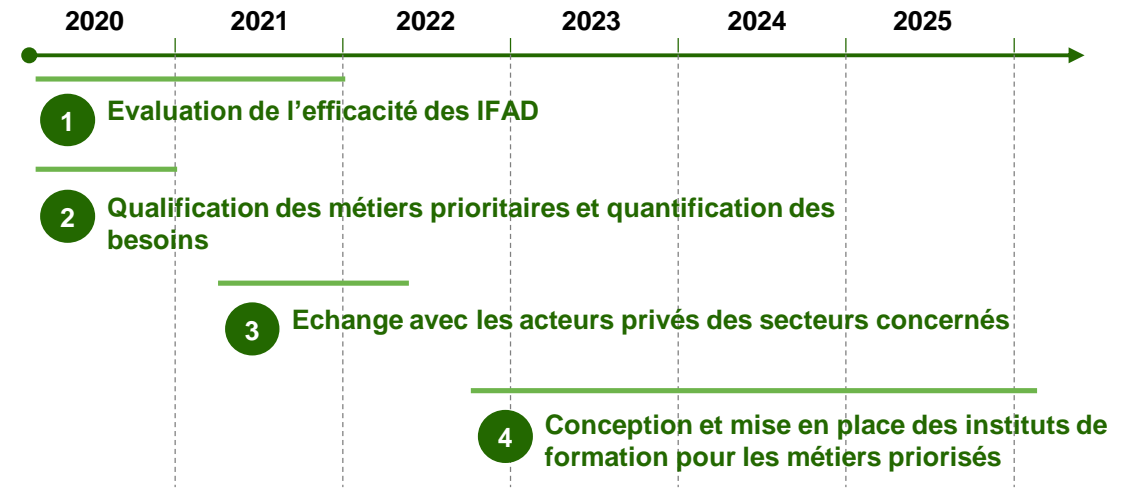 2020 2021 2022 2023 2024 2025
1 Evaluation de l'efficacité des IFAD
2 Qualification des métiers prioritaires et quantification des
besoins
3 Echange avec les acteurs privés des secteurs concernés
4 Conception et mise en place des instituts de
formation pour les métiers priorisés